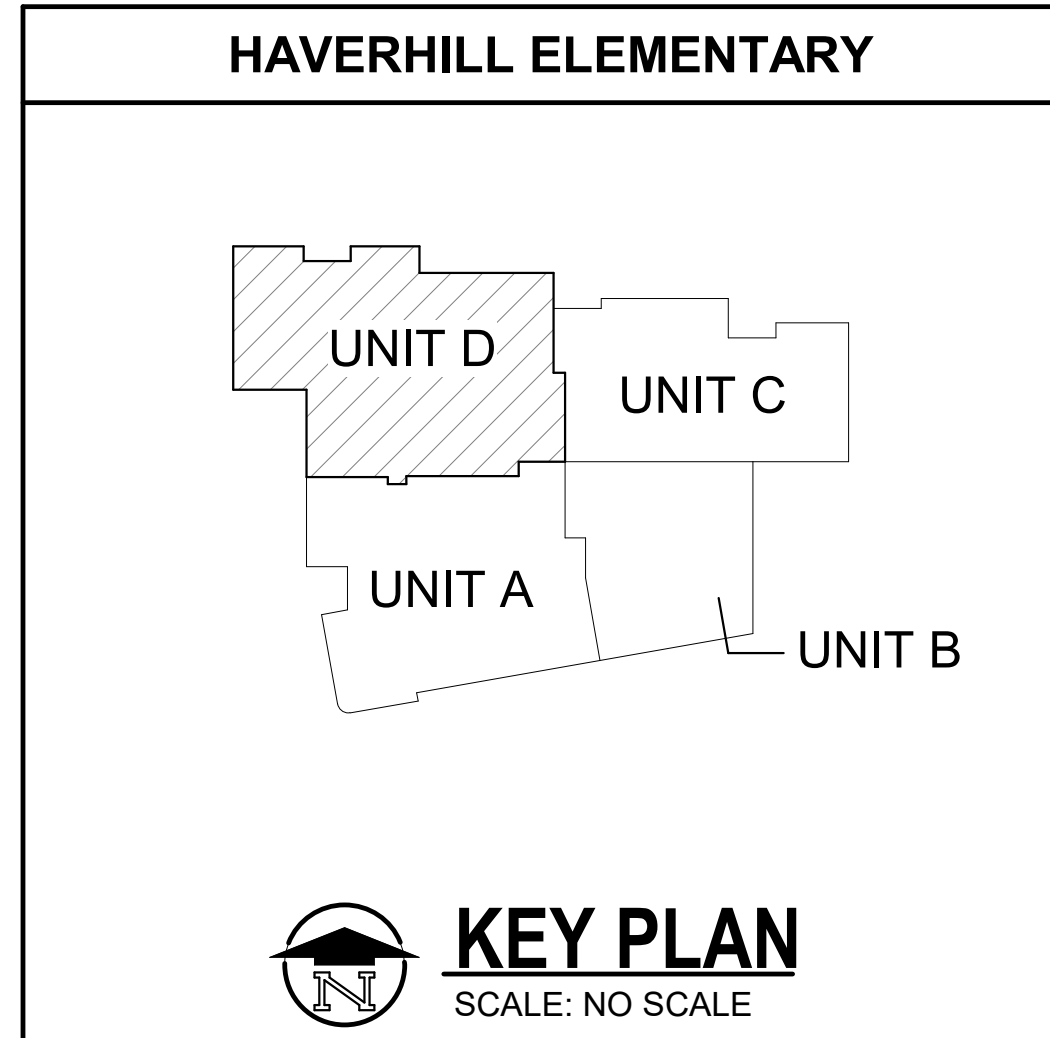 HAVERHILL ELEMENTARY
UNIT D
UNIT C
UNIT A
UNIT B
N
KEY PLAN
SCALE: NO SCALE